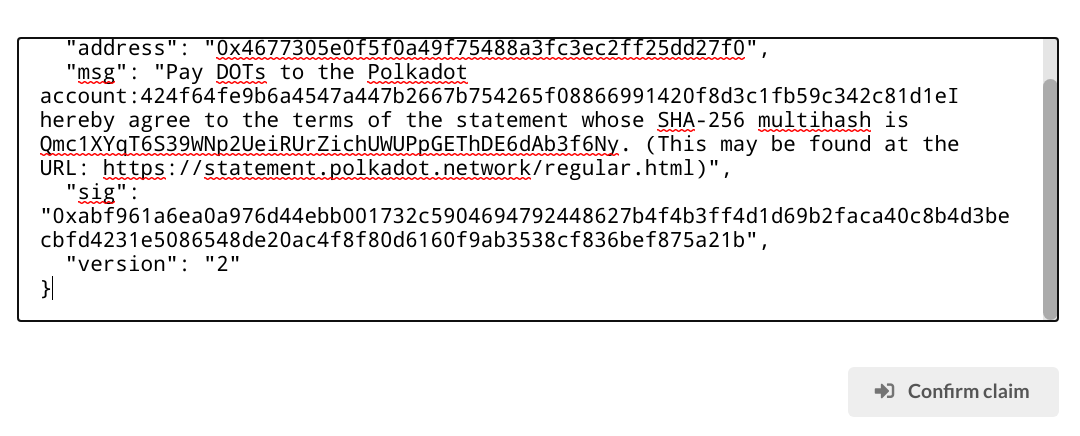 "address": "0x4677305e0f5f0a49f75488a3fc3ec2ff25dd27f0",
"msg": "Pay DOTs to the Polkadot
account:424f64fe9b6a4547a447b2667b754265f08866991420f8d3c1fb59c342c81d1eI
hereby agree to the terms of the statement whose SHA-256 multihash is
Qmc1XYqT6S39WNp2UeiRUrZichUWUPpGEThDE6dAb3f6Ny. (This may be found at the
URL: https://statement.polkadot.network/regular.html)",
"sig":
"0xabf961a6ea0a976d44ebb001732c5904694792448627b4f4b3ff4d1d69b2faca40c8b4d3be
cbfd4231e5086548de20ac4f8f80d6160f9ab3538cf836bef875a21b",
"version": "2"
}
Confirm claim